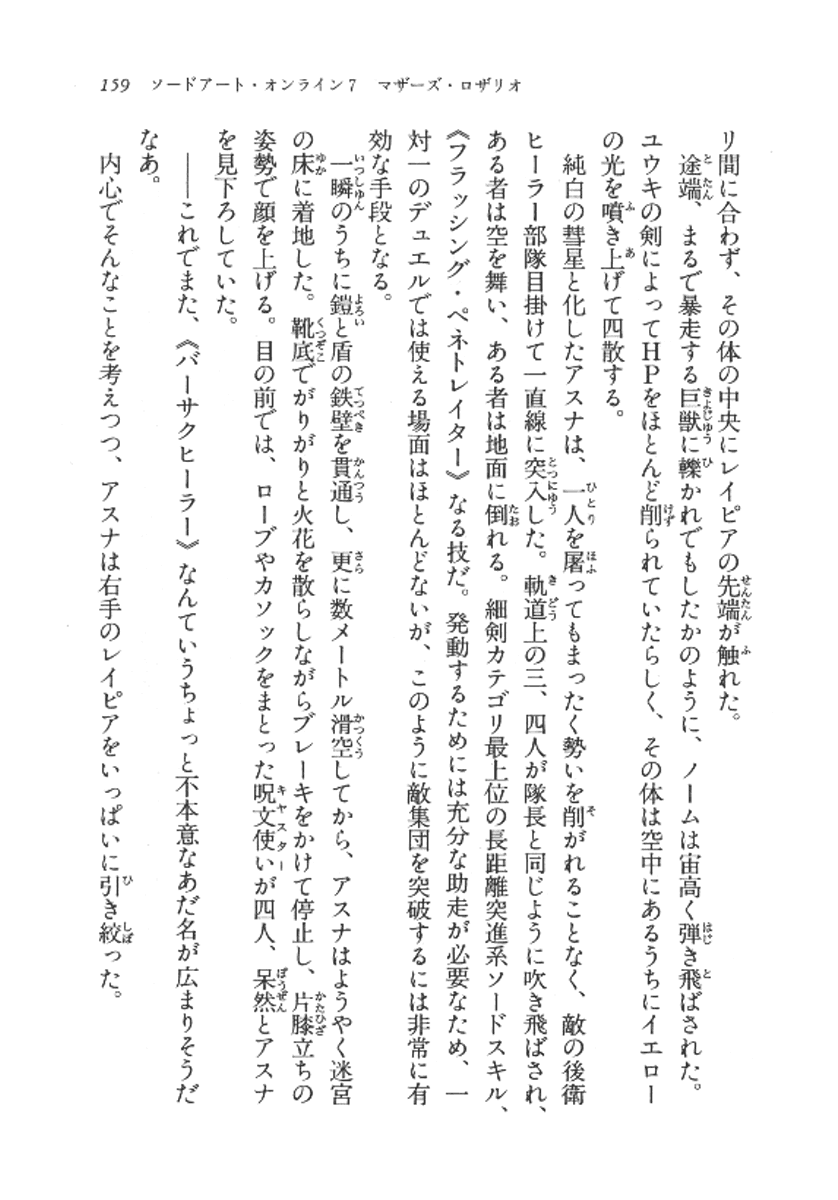 159　ソードアート・オンライン7　マザーズ・ロザリオ
リ間に合わず、その体の中央にレイピアの先端が触れた。
　途端、まるで暴走する巨獣に轢かれでもしたかのように、ノームは宙高く弾き飛ばされた。
ユウキの剣によってHPをほとんど削られていたらしく、その体は空中にあるうちにイエロー
の光を噴き上げて四散する。
　純白の彗星と化したアスナは、一人を屠ってもまったく勢いを削がれることなく、敵の後衛
ヒーラー部隊目掛けて一直線に突入した。軌道上の三、四人が隊長と同じように吹き飛ばされ、
ある者は空を舞い、ある者は地面に倒れる。細剣カテゴリ最上位の長距離突進系ソードスキル、
《フラッシング・ペネトレイター》なる技だ。発動するためには充分な助走が必要なため、一
対一のデュエルでは使える場面はほとんどないが、このように敵集団を突破するには非常に有
効な手段となる。
　一瞬のうちに鎧と盾の鉄壁を貫通し、更に数メートル滑空してから、アスナはようやく迷宮
の床に着地した。靴底でがりがりと火花を散らしながらブレーキをかけて停止し、片膝立ちの
姿勢で顔を上げる。目の前では、ローブやカソックをまとった呪文使いが四人、呆然とアスナ
を見下ろしていた。
　――これでまた、《バーサクヒーラー》なんていうちょっと不本意なあだ名が広まりそうだ
なあ。
　内心でそんなことを考えつつ、アスナは右手のレイピアをいっぱいに引き絞った。